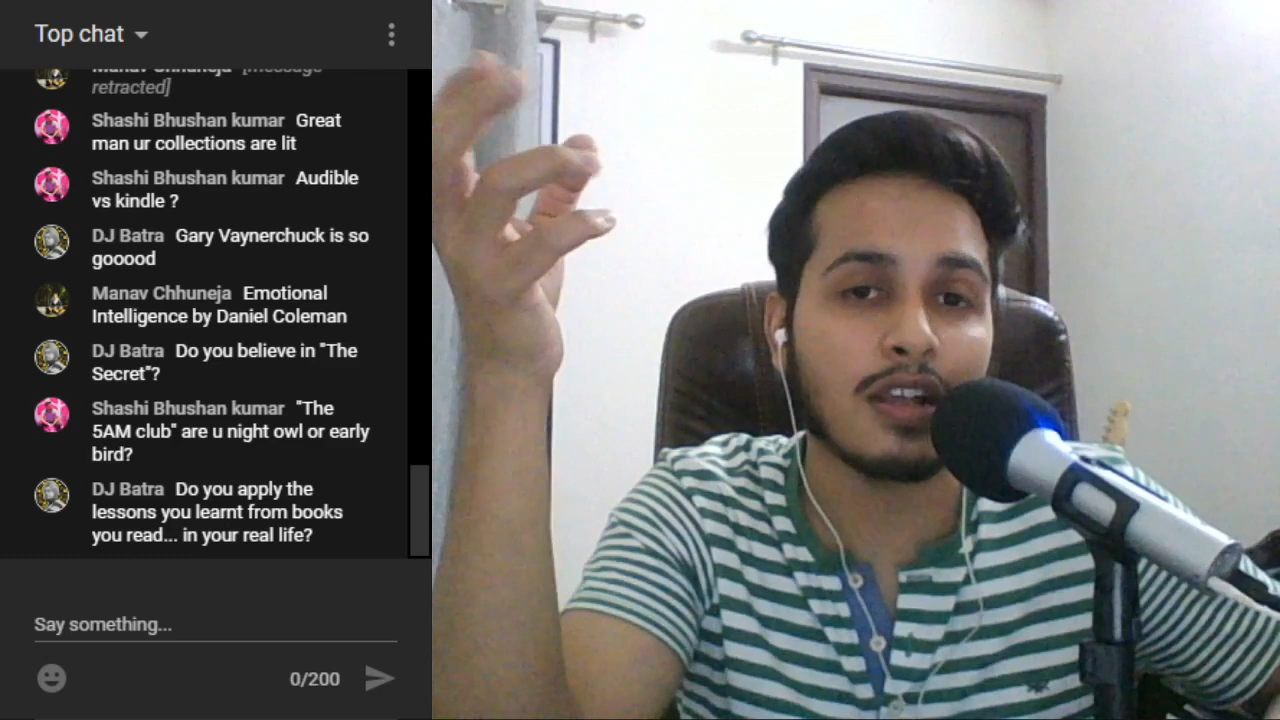 Top chat
Manav Chhuneja [message
retracted]
Shashi Bhushan kumar Great
man ur collections are lit
Shashi Bhushan kumar Audible
vs kindle ?
DJ Batra Gary Vaynerchuck is so
gooood
Manav Chhuneja Emotional
Intelligence by Daniel Coleman
DJ Batra Do you believe in "The
Secret"?
Shashi Bhushan kumar "The
5AM club" are u night owl or early
bird?
DJ Batra Do you apply the
lessons you learnt from books
you read... in your real life?
Say something...
0/200